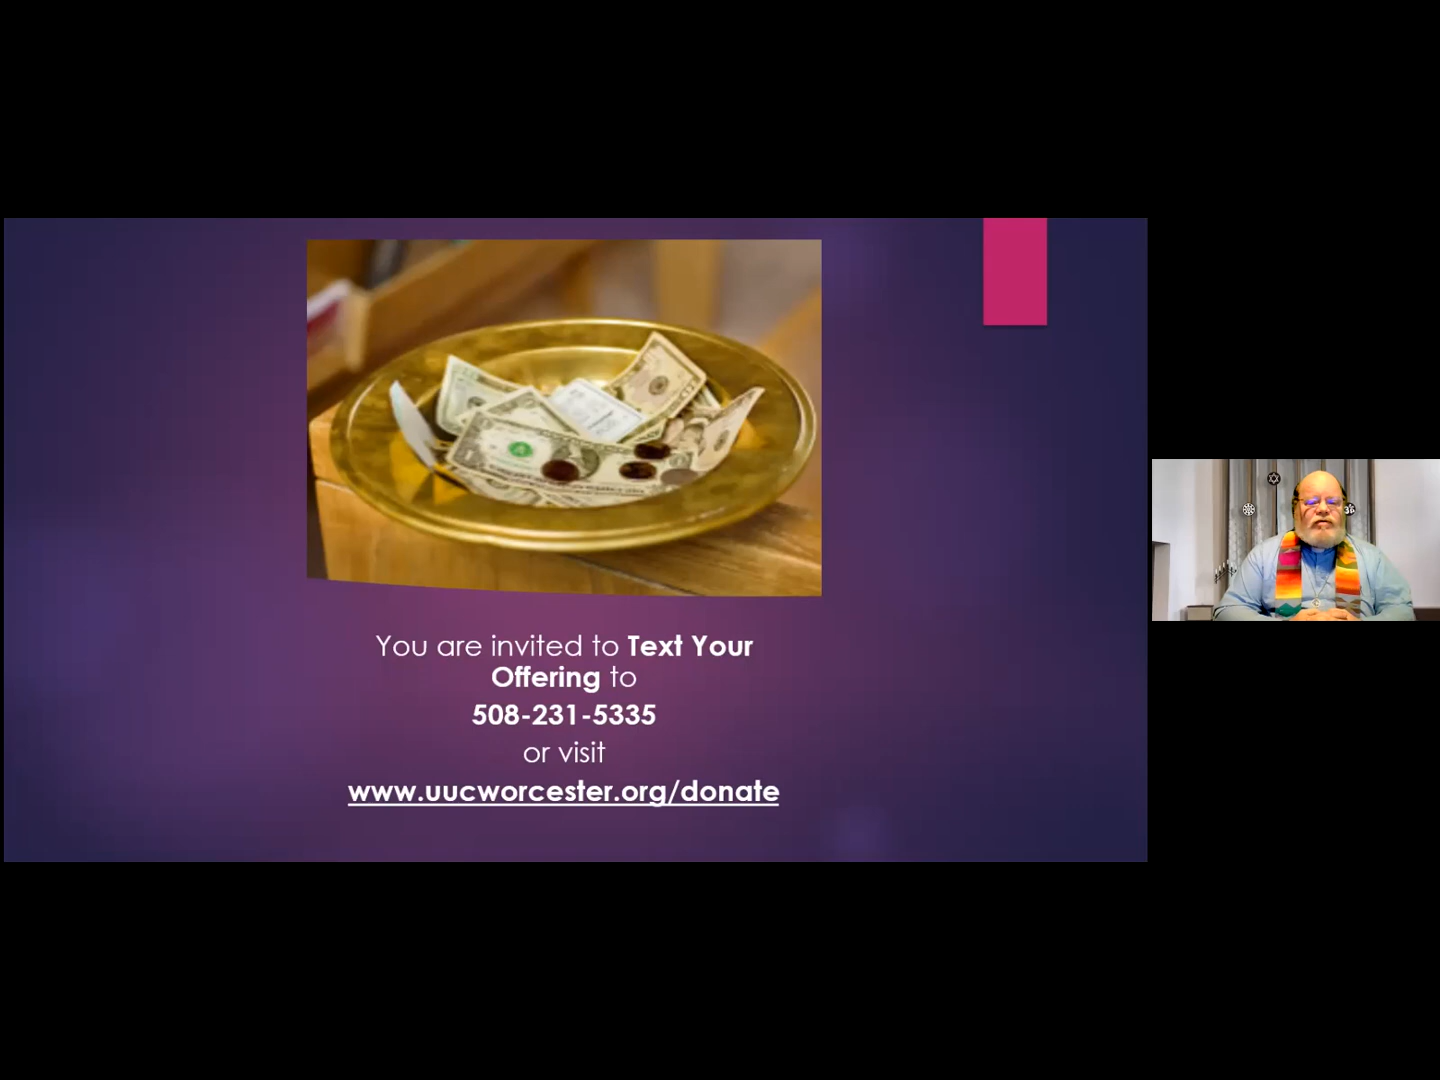 You are invited to Text Your
Offering to
508-231-5335
or visit
www.uucworcester.org/donate